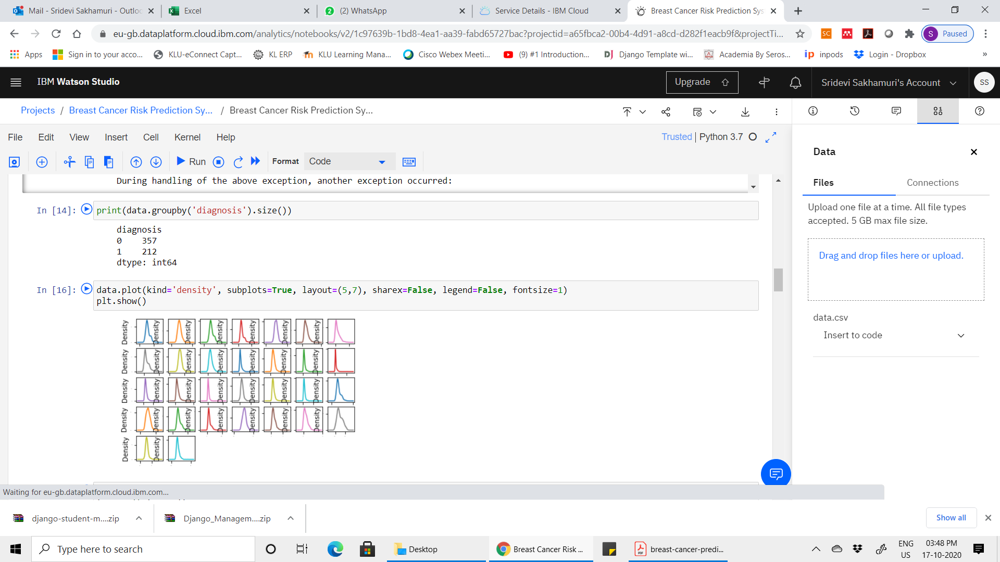 Mail - Sridevi Sakhamuri - Outloo
Excel
(2) WhatsApp
Service Details - IBM Cloud
Breast Cancer Risk Prediction Sys
eu-gb.dataplatform.cloud.ibm.com/analytics/notebooks/v2/1c97639b-1bd8-4ea1-aa39-fabd65727bac?projectid=a65fbca2-00b4-4d91-a8cd-d282f1eacb9f&projectTi...
SC
S Paused
Apps
Sign in to your acco...
KLU-eConnect Capt...
KL ERP
KLU Learning Mana...
Cisco Webex Meeti...
(9) #1 Introduction...
Django Template wi...
Academia By Seros...
ip inpods
Login - Dropbox
»
IBM Watson Studio
Upgrade
Sridevi Sakhamuri's Account
SS
Projects / Breast Cancer Risk Prediction Sy... / Breast Cancer Risk Prediction Sy...
File Edit View Insert Cell Kernel Help
Trusted | Python 3.7
Run
Format
Code
During handling of the above exception, another exception occurred:
In [14]: print(data.groupby('diagnosis').size())
diagnosis
0    357
1    212
dtype: int64
In [16]: data.plot(kind='density', subplots=True, layout=(5,7), sharex=False, legend=False, fontsize=1)
plt.show()
Density Density Density Density Density Density Density
Density Density Density Density Density Density Density
Density Density Density Density Density Density Density
Density Density Density Density Density Density Density
Density Density
Data
Files
Connections
Upload one file at a time. All file types
accepted. 5 GB max file size.
Drag and drop files here or upload.
data.csv
Insert to code
Waiting for eu-gb.dataplatform.cloud.ibm.com...
django-student-m....zip
Django_Managem....zip
Show all
Type here to search
Desktop
Breast Cancer Risk ...
breast-cancer-predi...
ENG
US
03:48 PM
17-10-2020